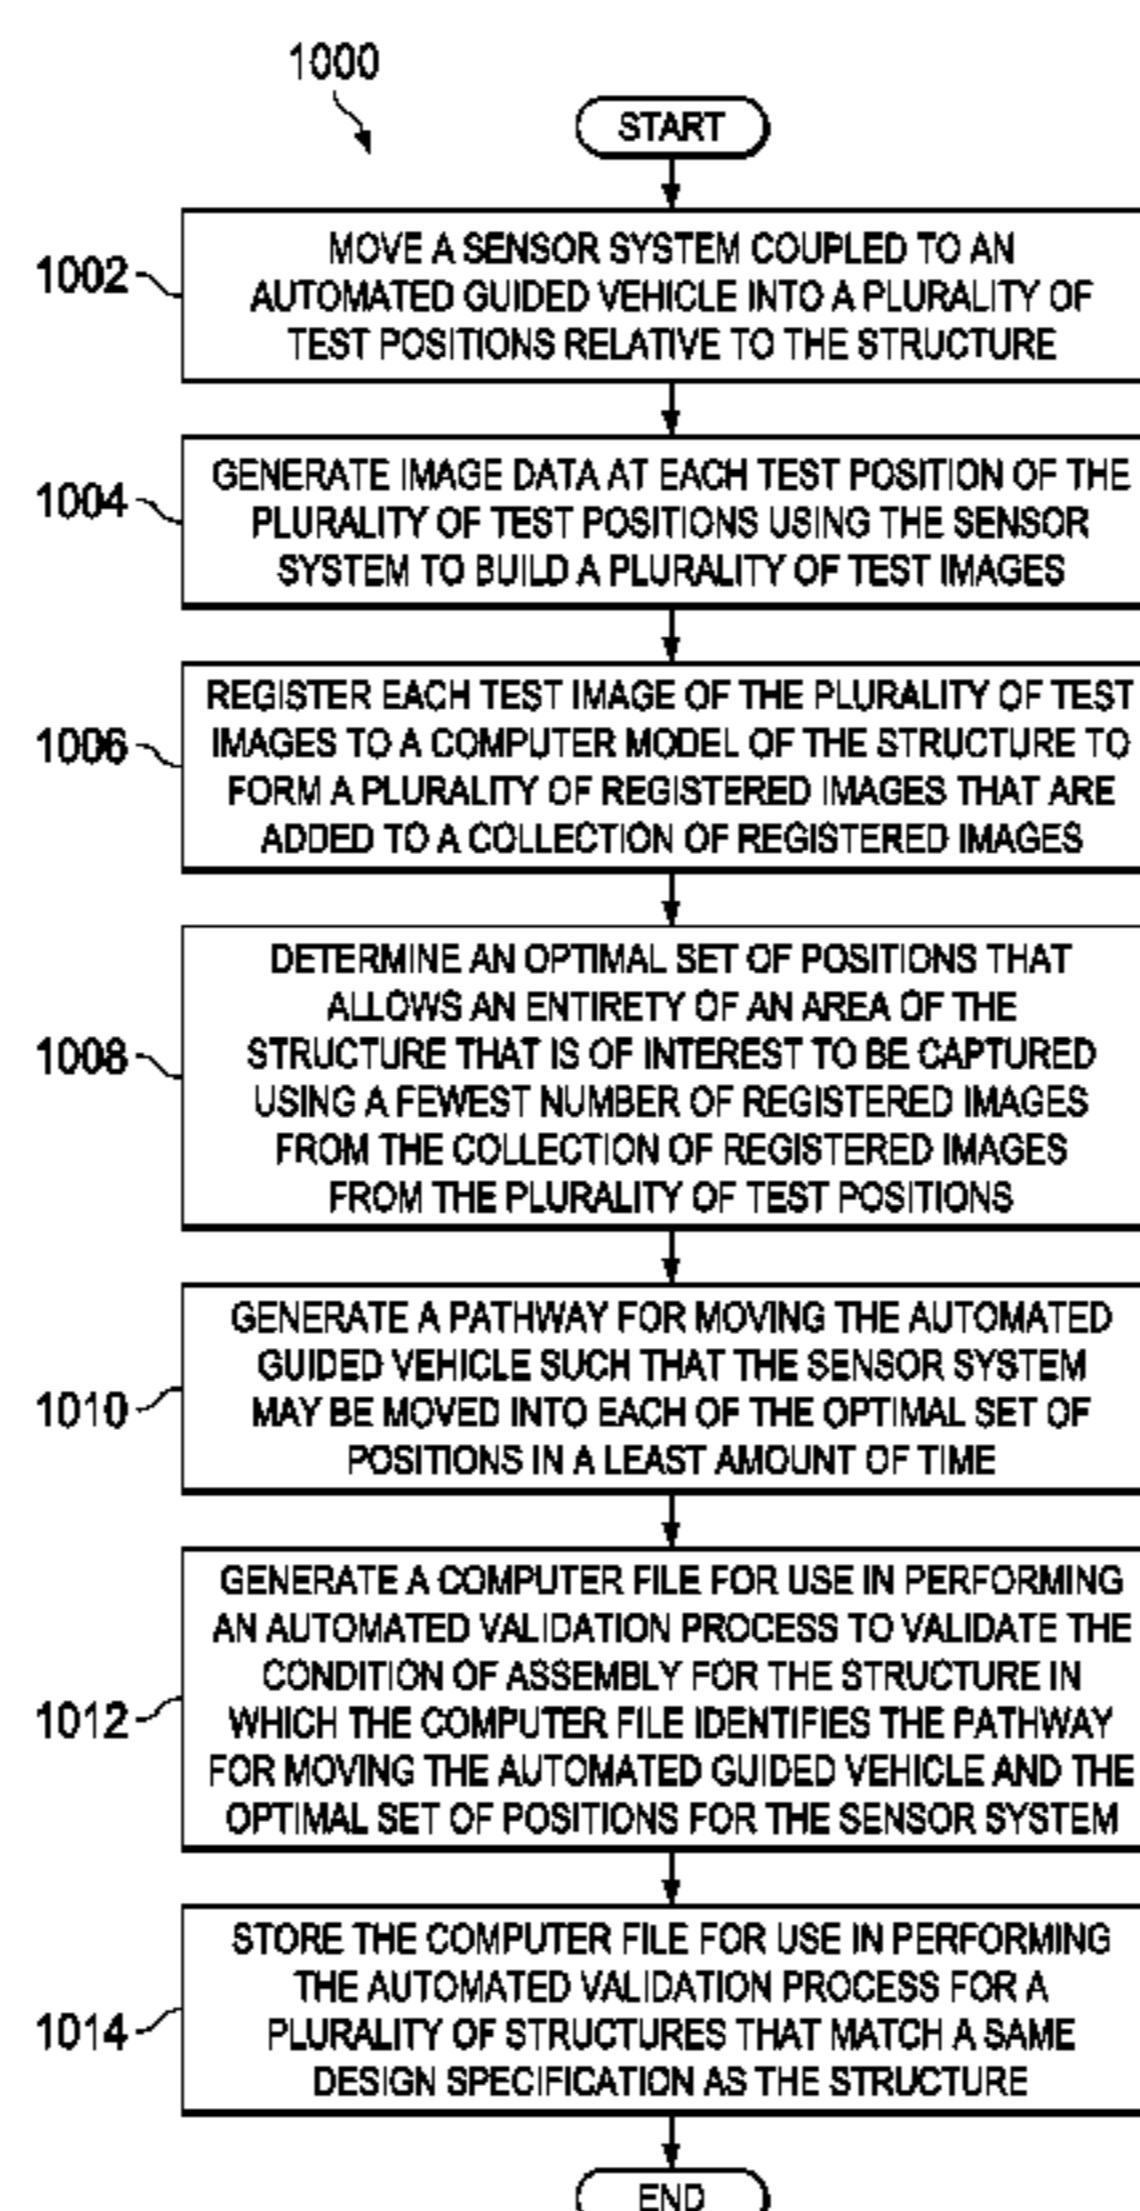 1000
START
1002
MOVE A SENSOR SYSTEM COUPLED TO AN
AUTOMATED GUIDED VEHICLE INTO A PLURALITY OF
TEST POSITIONS RELATIVE TO THE STRUCTURE
1004
GENERATE IMAGE DATA AT EACH TEST POSITION OF THE
PLURALITY OF TEST POSITIONS USING THE SENSOR
SYSTEM TO BUILD A PLURALITY OF TEST IMAGES
1006
REGISTER EACH TEST IMAGE OF THE PLURALITY OF TEST
IMAGES TO A COMPUTER MODEL OF THE STRUCTURE TO
FORM A PLURALITY OF REGISTERED IMAGES THAT ARE
ADDED TO A COLLECTION OF REGISTERED IMAGES
1008
DETERMINE AN OPTIMAL SET OF POSITIONS THAT
ALLOWS AN ENTIRETY OF AN AREA OF THE
STRUCTURE THAT IS OF INTEREST TO BE CAPTURED
USING A FEWEST NUMBER OF REGISTERED IMAGES
FROM THE COLLECTION OF REGISTERED IMAGES
FROM THE PLURALITY OF TEST POSITIONS
1010
GENERATE A PATHWAY FOR MOVING THE AUTOMATED
GUIDED VEHICLE SUCH THAT THE SENSOR SYSTEM
MAY BE MOVED INTO EACH OF THE OPTIMAL SET OF
POSITIONS IN A LEAST AMOUNT OF TIME
1012
GENERATE A COMPUTER FILE FOR USE IN PERFORMING
AN AUTOMATED VALIDATION PROCESS TO VALIDATE THE
CONDITION OF ASSEMBLY FOR THE STRUCTURE IN
WHICH THE COMPUTER FILE IDENTIFIES THE PATHWAY
FOR MOVING THE AUTOMATED GUIDED VEHICLE AND THE
OPTIMAL SET OF POSITIONS FOR THE SENSOR SYSTEM
1014
STORE THE COMPUTER FILE FOR USE IN PERFORMING
THE AUTOMATED VALIDATION PROCESS FOR A
PLURALITY OF STRUCTURES THAT MATCH A SAME
DESIGN SPECIFICATION AS THE STRUCTURE
END